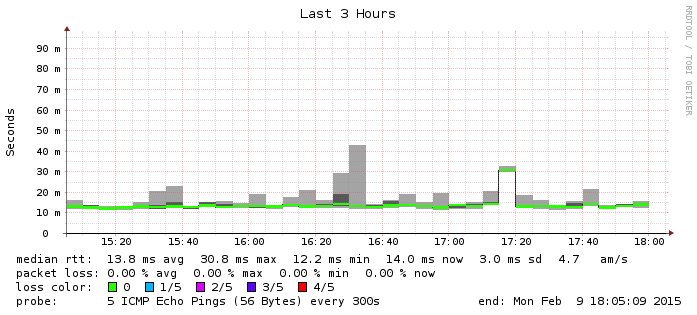 Last 3 Hours
RRDTOOL / TOBI OETIKER
Seconds
90 m
80 m
70 m
60 m
50 m
40 m
30 m
20 m
10 m
0
15:20 15:40 16:00 16:20 16:40 17:00 17:20 17:40 18:00
median rtt: 13.8 ms avg 30.8 ms max 12.2 ms min 14.0 ms now 3.0 ms sd 4.7 am/s
packet loss: 0.00 % avg 0.00 % max 0.00 % min 0.00 % now
loss color: 0 1/5 2/5 3/5 4/5
probe: 5 ICMP Echo Pings (56 Bytes) every 300s end: Mon Feb 9 18:05:09 2015